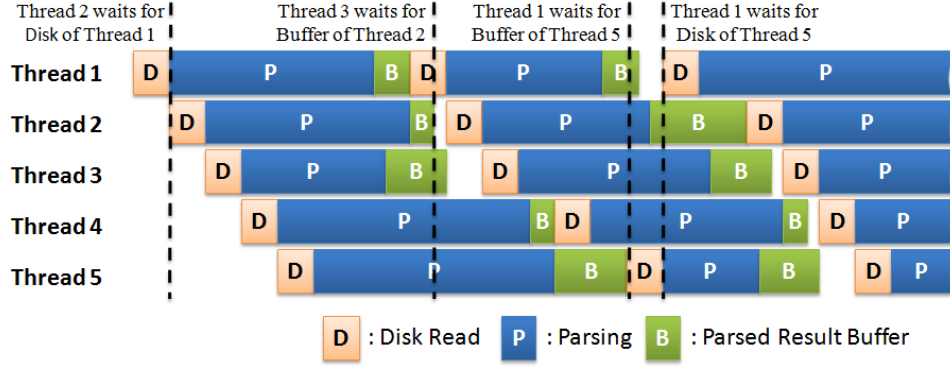 Thread 2 waits for
Disk of Thread 1
Thread 3 waits for
Buffer of Thread 2
Thread 1 waits for
Buffer of Thread 5
Thread 1 waits for
Disk of Thread 5
Thread 1 D P B D P B D P
Thread 2 D P B D P B D P
Thread 3 D P B D P B D P
Thread 4 D P B D P B D P
Thread 5 D P B D P B D P
D : Disk Read P : Parsing B : Parsed Result Buffer